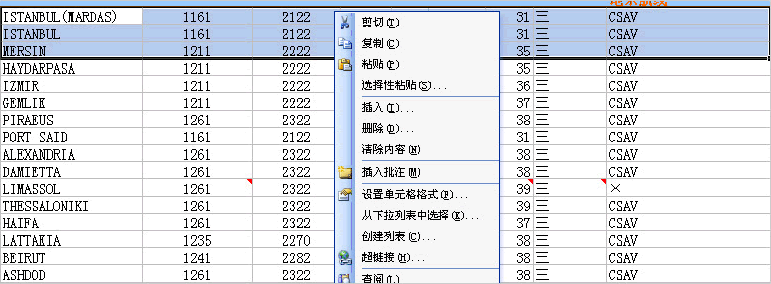 ISTANBUL(MARDAS) 1161 2122 31 三 CSAV
ISTANBUL 1161 2122 31 三 CSAV
MERSIN 1211 2222 35 三 CSAV
HAYDARPASA 1211 2222 35 三 CSAV
IZMIR 1211 2222 36 三 CSAV
GEMLIK 1211 2222 37 三 CSAV
PIRAEUS 1261 2322 38 三 CSAV
PORT SAID 1161 2122 31 三 CSAV
ALEXANDRIA 1261 2322 38 三 CSAV
DAMIETTA 1261 2322 38 三 CSAV
LIMASSOL 1261 2322 39 三 ×
THESSALONIKI 1261 2322 39 三 CSAV
HAIFA 1261 2322 37 三 CSAV
LATTAKIA 1235 2270 38 三 CSAV
BEIRUT 1241 2282 38 三 CSAV
ASHDOD 1261 2322 38 三 CSAV
剪切(T)
复制(C)
粘贴(P)
选择性粘贴(S)...
插入(I)...
删除(D)...
清除内容(N)
插入批注(M)
设置单元格格式(F)...
从下拉列表中选择(K)...
创建列表(C)...
超链接(H)...
查阅(L)